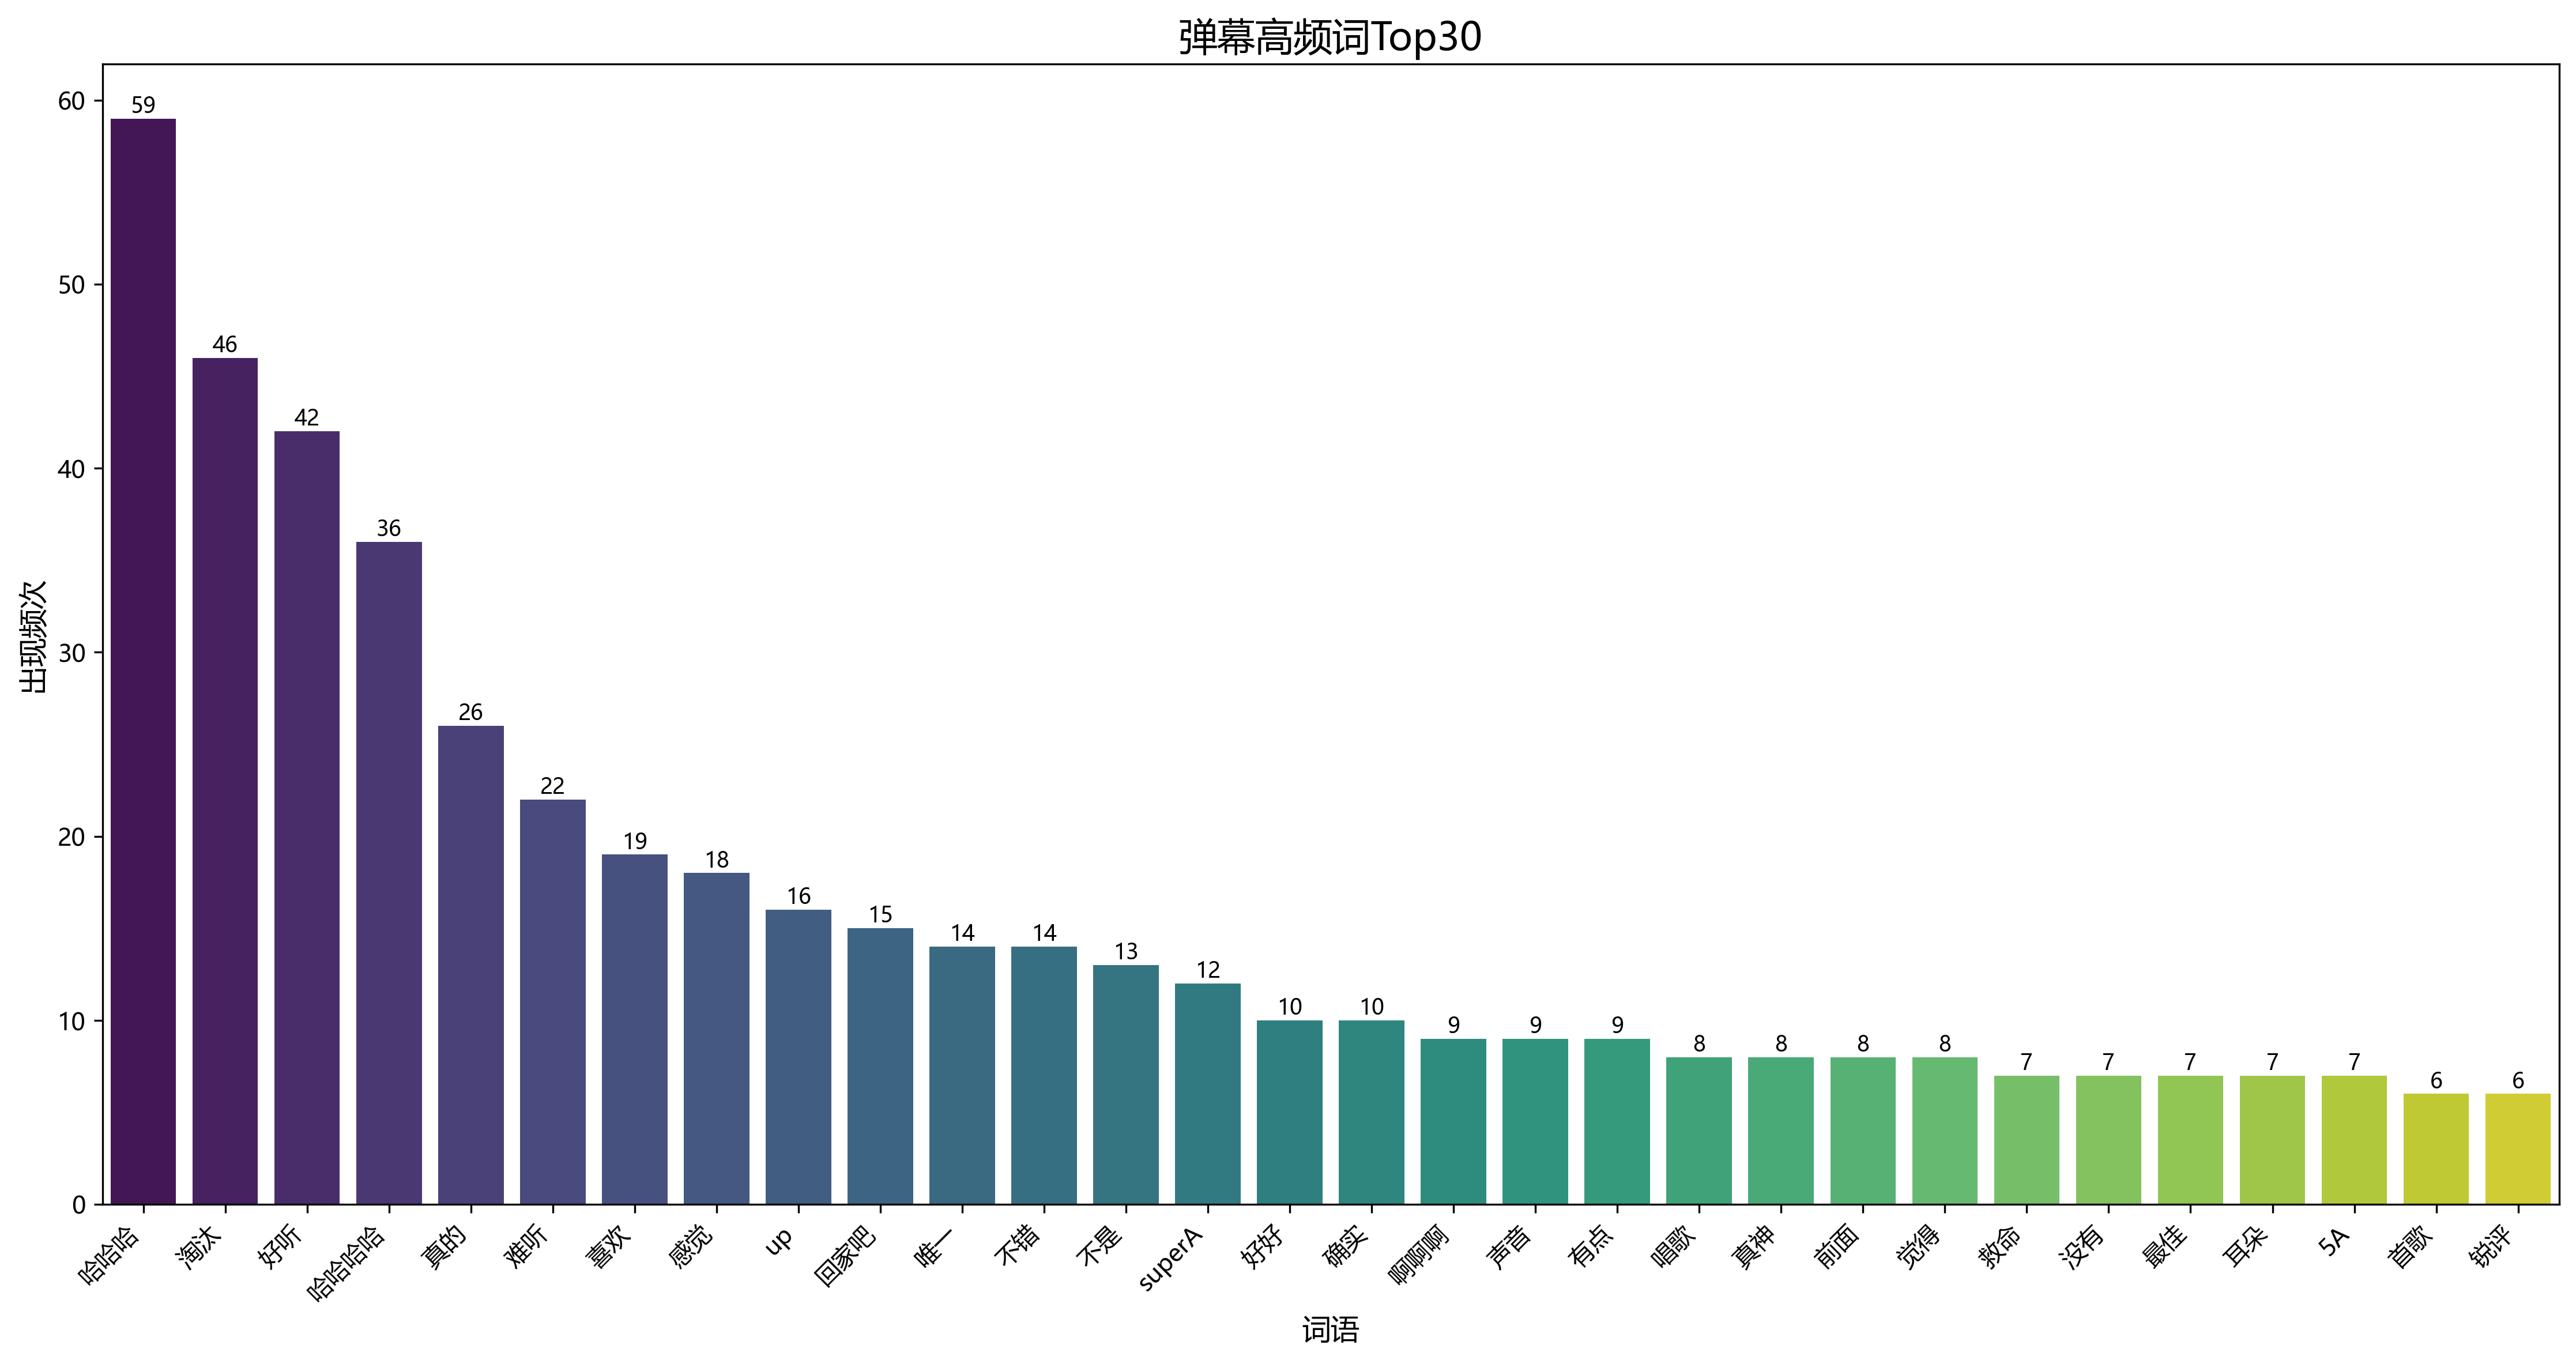 弹幕高频词Top30
出现频次
60
50
40
30
20
10
0
59
46
42
36
26
22
19
18
16
15
14
14
13
12
10
10
9
9
9
8
8
8
8
7
7
7
7
7
6
6
哈哈哈
淘汰
好听
哈哈哈哈
真的
难听
喜欢
感觉
up
回家吧
唯一
不错
不是
superA
好好
确实
啊啊啊
声音
有点
唱歌
真神
前面
觉得
救命
没有
最佳
耳朵
5A
首歌
锐评
词语